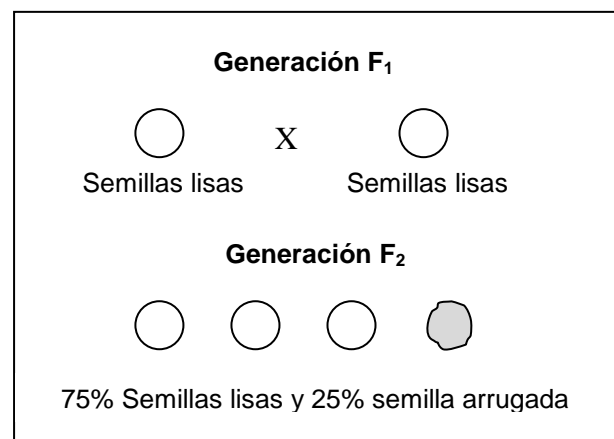 Generación F₁
X
Semillas lisas Semillas lisas
Generación F₂
75% Semillas lisas y 25% semilla arrugada